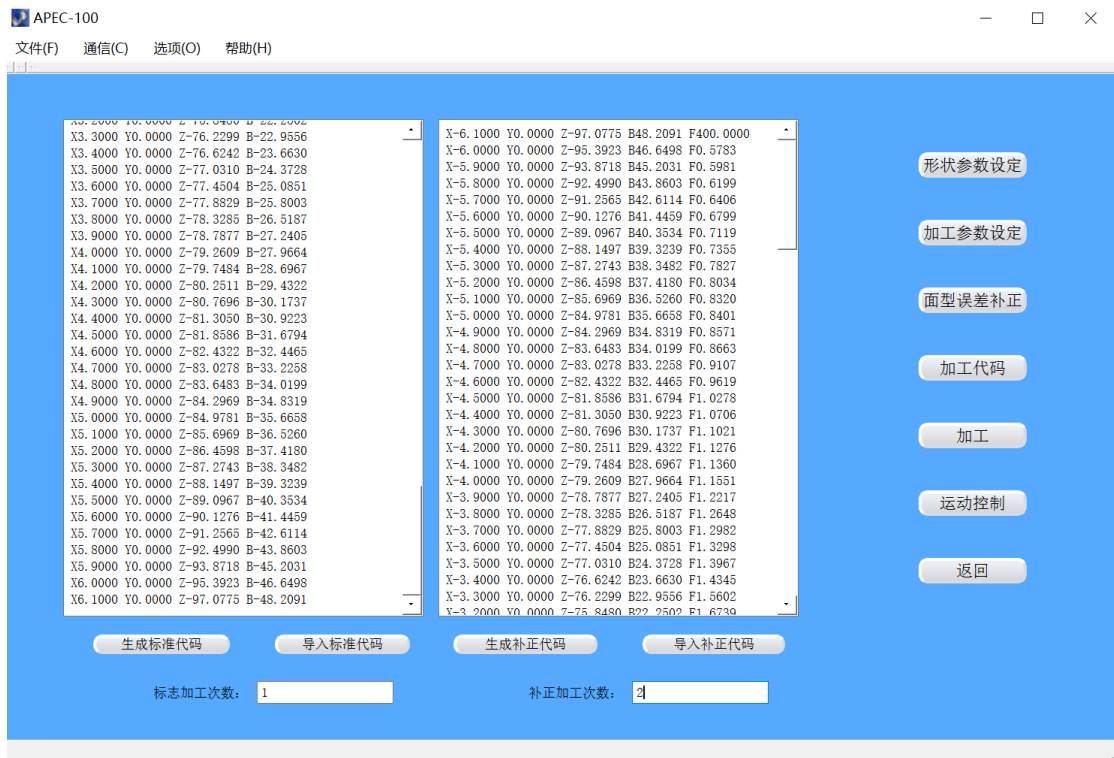 APEC-100
文件(F) 通信(C) 选项(O) 帮助(H)
X3.3000 Y0.0000 Z-76.2299 B-22.9556
X3.4000 Y0.0000 Z-76.6242 B-23.6630
X3.5000 Y0.0000 Z-77.0310 B-24.3728
X3.6000 Y0.0000 Z-77.4504 B-25.0851
X3.7000 Y0.0000 Z-77.8829 B-25.8003
X3.8000 Y0.0000 Z-78.3285 B-26.5187
X3.9000 Y0.0000 Z-78.7877 B-27.2405
X4.0000 Y0.0000 Z-79.2609 B-27.9664
X4.1000 Y0.0000 Z-79.7484 B-28.6967
X4.2000 Y0.0000 Z-80.2511 B-29.4322
X4.3000 Y0.0000 Z-80.7696 B-30.1737
X4.4000 Y0.0000 Z-81.3050 B-30.9223
X4.5000 Y0.0000 Z-81.8586 B-31.6794
X4.6000 Y0.0000 Z-82.4322 B-32.4465
X4.7000 Y0.0000 Z-83.0278 B-33.2258
X4.8000 Y0.0000 Z-83.6483 B-34.0199
X4.9000 Y0.0000 Z-84.2969 B-34.8319
X5.0000 Y0.0000 Z-84.9781 B-35.6658
X5.1000 Y0.0000 Z-85.6969 B-36.5260
X5.2000 Y0.0000 Z-86.4598 B-37.4180
X5.3000 Y0.0000 Z-87.2743 B-38.3482
X5.4000 Y0.0000 Z-88.1497 B-39.3239
X5.5000 Y0.0000 Z-89.0967 B-40.3534
X5.6000 Y0.0000 Z-90.1276 B-41.4459
X5.7000 Y0.0000 Z-91.2565 B-42.6114
X5.8000 Y0.0000 Z-92.4990 B-43.8603
X5.9000 Y0.0000 Z-93.8718 B-45.2031
X6.0000 Y0.0000 Z-95.3923 B-46.6498
X6.1000 Y0.0000 Z-97.0775 B-48.2091
X-6.1000 Y0.0000 Z-97.0775 B48.2091 F400.0000
X-6.0000 Y0.0000 Z-95.3923 B46.6498 F0.5783
X-5.9000 Y0.0000 Z-93.8718 B45.2031 F0.5981
X-5.8000 Y0.0000 Z-92.4990 B43.8603 F0.6199
X-5.7000 Y0.0000 Z-91.2565 B42.6114 F0.6406
X-5.6000 Y0.0000 Z-90.1276 B41.4459 F0.6799
X-5.5000 Y0.0000 Z-89.0967 B40.3534 F0.7119
X-5.4000 Y0.0000 Z-88.1497 B39.3239 F0.7355
X-5.3000 Y0.0000 Z-87.2743 B38.3482 F0.7827
X-5.2000 Y0.0000 Z-86.4598 B37.4180 F0.8034
X-5.1000 Y0.0000 Z-85.6969 B36.5260 F0.8320
X-5.0000 Y0.0000 Z-84.9781 B35.6658 F0.8401
X-4.9000 Y0.0000 Z-84.2969 B34.8319 F0.8571
X-4.8000 Y0.0000 Z-83.6483 B34.0199 F0.8663
X-4.7000 Y0.0000 Z-83.0278 B33.2258 F0.9107
X-4.6000 Y0.0000 Z-82.4322 B32.4465 F0.9619
X-4.5000 Y0.0000 Z-81.8586 B31.6794 F1.0278
X-4.4000 Y0.0000 Z-81.3050 B30.9223 F1.0706
X-4.3000 Y0.0000 Z-80.7696 B30.1737 F1.1021
X-4.2000 Y0.0000 Z-80.2511 B29.4322 F1.1276
X-4.1000 Y0.0000 Z-79.7484 B28.6967 F1.1360
X-4.0000 Y0.0000 Z-79.2609 B27.9664 F1.1551
X-3.9000 Y0.0000 Z-78.7877 B27.2405 F1.2217
X-3.8000 Y0.0000 Z-78.3285 B26.5187 F1.2648
X-3.7000 Y0.0000 Z-77.8829 B25.8003 F1.2982
X-3.6000 Y0.0000 Z-77.4504 B25.0851 F1.3298
X-3.5000 Y0.0000 Z-77.0310 B24.3728 F1.3967
X-3.4000 Y0.0000 Z-76.6242 B23.6630 F1.4345
X-3.3000 Y0.0000 Z-76.2299 B22.9556 F1.5602
X-3.2000 Y0.0000 Z-75.8480 B22.2502 F1.6739
形状参数设定
加工参数设定
面型误差补正
加工代码
加工
运动控制
返回
生成标准代码 导入标准代码 生成补正代码 导入补正代码
标志加工次数： 1 补正加工次数： 2